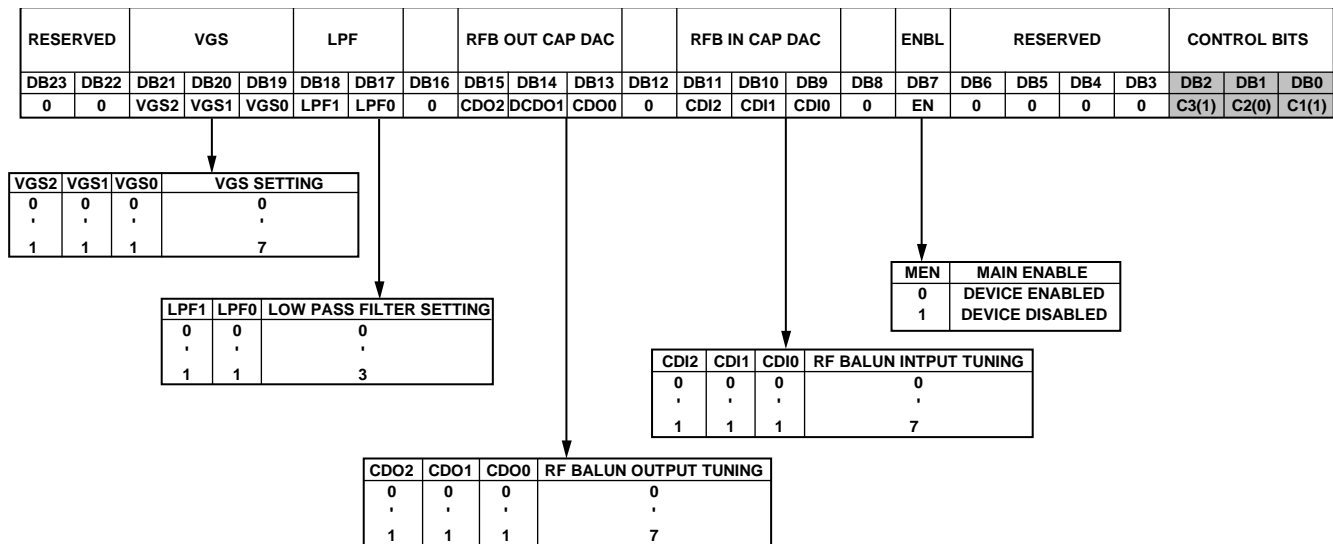 RESERVED VGS LPF RFB OUT CAP DAC RFB IN CAP DAC ENBL RESERVED CONTROL BITS
DB23 DB22 DB21 DB20 DB19 DB18 DB17 DB16 DB15 DB14 DB13 DB12 DB11 DB10 DB9 DB8 DB7 DB6 DB5 DB4 DB3 DB2 DB1 DB0
0 0 VGS2 VGS1 VGS0 LPF1 LPF0 0 CDO2 DCDO1 CDO0 0 CDI2 CDI1 CDI0 0 EN 0 0 0 0 C3(1) C2(0) C1(1)
VGS2 VGS1 VGS0 VGS SETTING
0 0 0 0
' ' ' '
1 1 1 7
MEN MAIN ENABLE
0 DEVICE ENABLED
1 DEVICE DISABLED
LPF1 LPF0 LOW PASS FILTER SETTING
0 0 0
' ' '
1 1 3
CDI2 CDI1 CDI0 RF BALUN INTPUT TUNING
0 0 0 0
' ' ' '
1 1 1 7
CDO2 CDO1 CDO0 RF BALUN OUTPUT TUNING
0 0 0 0
' ' ' '
1 1 1 7